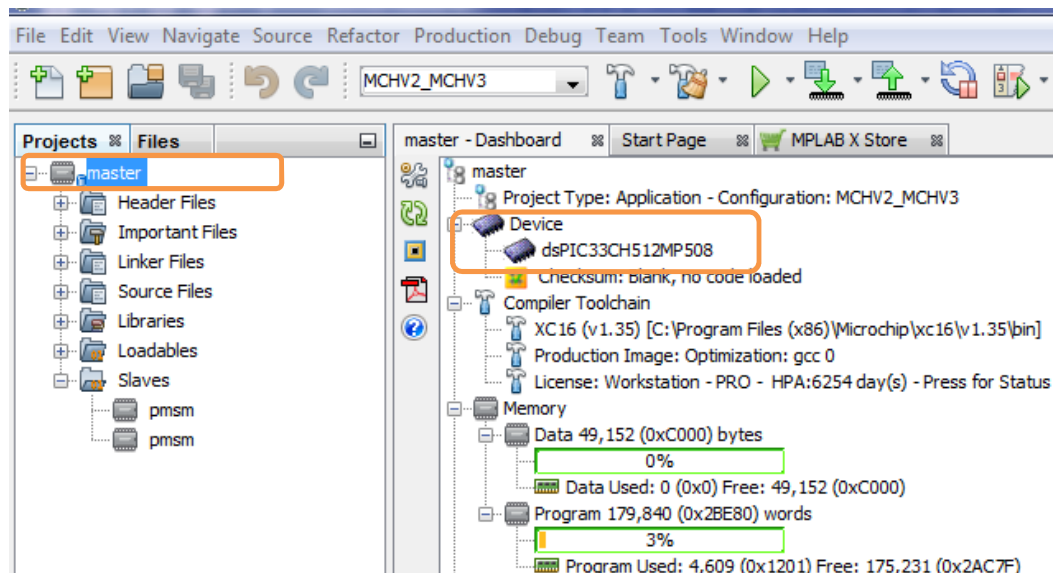 File Edit View Navigate Source Refactor Production Debug Team Tools Window Help
MCHV2_MCHV3
Projects Files
master
Header Files
Important Files
Linker Files
Source Files
Libraries
Loadables
Slaves
pmsm
pmsm
master - Dashboard Start Page MPLAB X Store
master
Project Type: Application - Configuration: MCHV2_MCHV3
Device
dsPIC33CH512MP508
Checksum: Blank, no code loaded
Compiler Toolchain
XC16 (v1.35) [C:\Program Files (x86)\Microchip\xc16\v1.35\bin]
Production Image: Optimization: gcc 0
License: Workstation - PRO - HPA:6254 day(s) - Press for Status
Memory
Data 49,152 (0xC000) bytes
0%
Data Used: 0 (0x0) Free: 49,152 (0xC000)
Program 179,840 (0x2BE80) words
3%
Program Used: 4,609 (0x1201) Free: 175,231 (0x2AC7F)